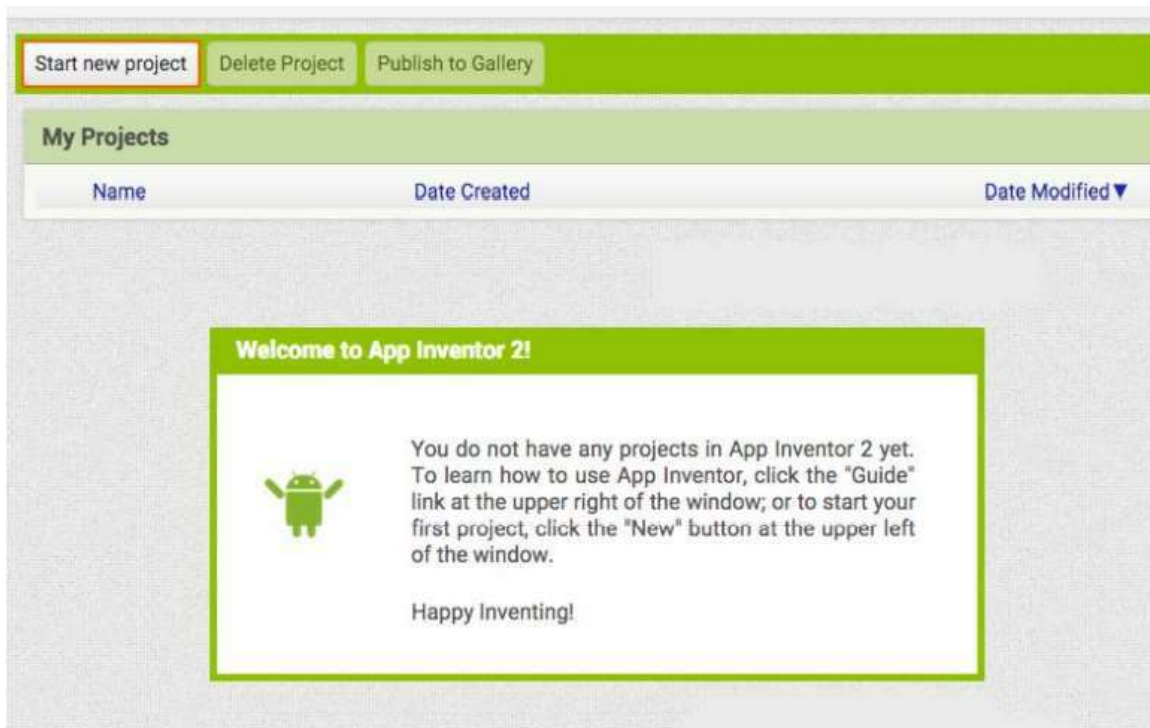 Start new project Delete Project Publish to Gallery
My Projects
Name Date Created Date Modified▼
Welcome to App Inventor 2!
You do not have any projects in App Inventor 2 yet.
To learn how to use App Inventor, click the "Guide"
link at the upper right of the window; or to start your
first project, click the "New" button at the upper left
of the window.
Happy Inventing!